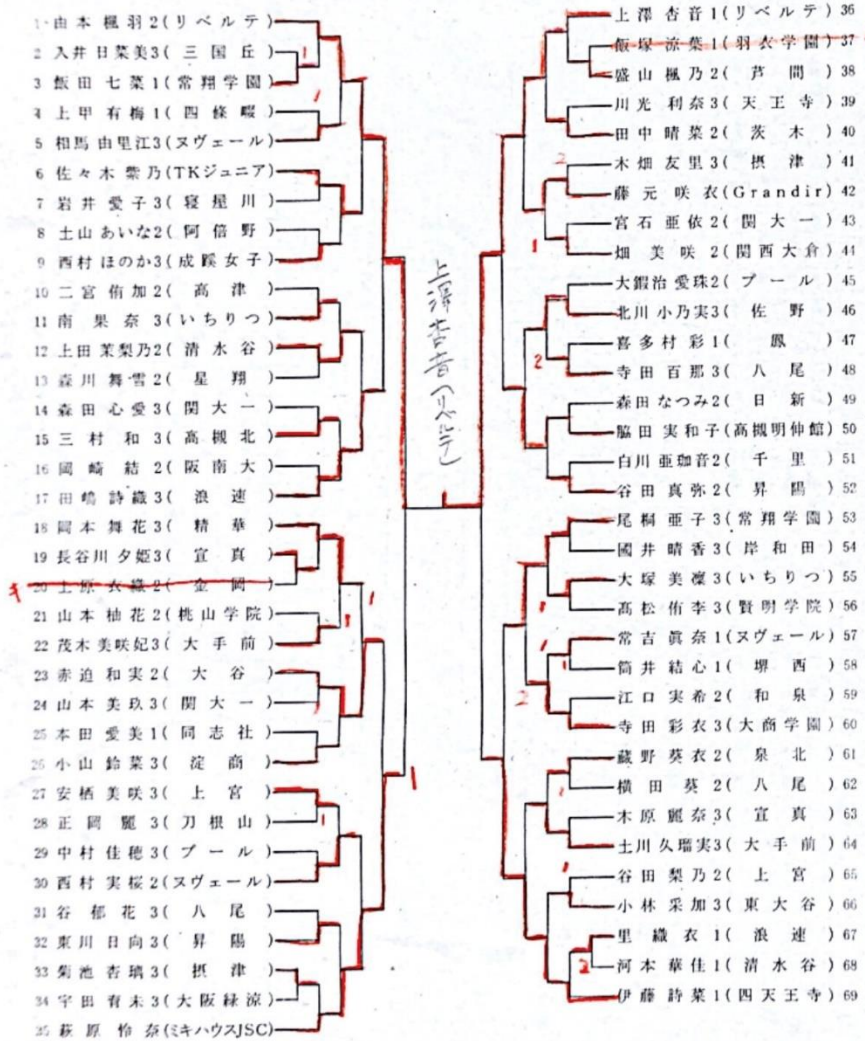 1 由本楓羽2(リベルテ)
2 入井日菜美3(三国丘)
3 飯田七菜1(常翔学園)
4 上甲有梅1(四條畷)
5 相馬由里江3(ヌヴェール)
6 佐々木紫乃(TKジュニア)
7 岩井愛子3(寝屋川)
8 土山あいな2(阿倍野)
9 西村ほのか3(成蹊女子)
10 二宮侑加2(高津)
11 南果奈3(いちりつ)
12 上田茉梨乃2(清水谷)
13 森川舞雪2(星翔)
14 森田心愛3(関大一)
15 三村和3(高槻北)
16 岡崎結2(阪南大)
17 田嶋詩織3(浪速)
18 岡本舞花3(精華)
19 長谷川夕姫3(宣真)
20 上原衣織2(金岡)
21 山本柚花2(桃山学院)
22 茂木美咲妃3(大手前)
23 赤迫和実2(大谷)
24 山本美玖3(関大一)
25 本田愛美1(同志社)
26 小山鈴菜3(淀商)
27 安栖美咲3(上宮)
28 正岡麗3(刀根山)
29 中村佳穂3(プール)
30 西村実桜2(ヌヴェール)
31 谷郁花3(八尾)
32 東川日向3(昇陽)
33 菊池杏璃3(摂津)
34 宇田有未3(大阪緑涼)
35 萩原怜奈(ミキハウスJSC)
上澤杏音(リベルテ)
上澤杏音1(リベルテ) 36
飯塚涼葉1(羽衣学園) 37
盛山楓乃2(芦間) 38
川光利奈3(天王寺) 39
田中晴菜2(茨木) 40
木畑友里3(摂津) 41
藤元咲衣(Grandir) 42
宮石亜依2(関大一) 43
畑美咲2(関西大倉) 44
大鍜治愛珠2(プール) 45
北川小乃実3(佐野) 46
喜多村彩1(鳳) 47
寺田百那3(八尾) 48
森田なつみ2(日新) 49
脇田実和子(高槻明伸館) 50
白川亜珈音2(千里) 51
谷田真弥2(昇陽) 52
尾桐亜子3(常翔学園) 53
國井晴香3(岸和田) 54
大塚美凜3(いちりつ) 55
髙松侑李3(賢明学院) 56
常吉眞奈1(ヌヴェール) 57
筒井結心1(堺西) 58
江口実希2(和泉) 59
寺田彩衣3(大商学園) 60
蔵野葵衣2(泉北) 61
横田葵2(八尾) 62
木原麗奈3(宣真) 63
土川久瑠実3(大手前) 64
谷田梨乃2(上宮) 65
小林采加3(東大谷) 66
里織衣1(浪速) 67
河本華佳1(清水谷) 68
伊藤詩菜1(四天王寺) 69